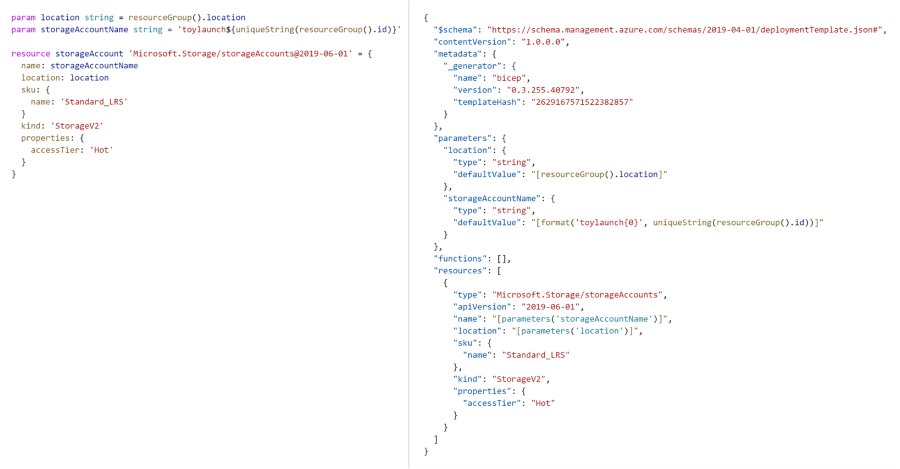 param location string = resourceGroup().location
param storageAccountName string = 'toylaunch${uniqueString(resourceGroup().id)}'

resource storageAccount 'Microsoft.Storage/storageAccounts@2019-06-01' = {
  name: storageAccountName
  location: location
  sku: {
    name: 'Standard_LRS'
  }
  kind: 'StorageV2'
  properties: {
    accessTier: 'Hot'
  }
}
{
  "$schema": "https://schema.management.azure.com/schemas/2019-04-01/deploymentTemplate.json#",
  "contentVersion": "1.0.0.0",
  "metadata": {
    "_generator": {
      "name": "bicep",
      "version": "0.3.255.40792",
      "templateHash": "2629167571522382857"
    }
  },
  "parameters": {
    "location": {
      "type": "string",
      "defaultValue": "[resourceGroup().location]"
    },
    "storageAccountName": {
      "type": "string",
      "defaultValue": "[format('toylaunch{0}', uniqueString(resourceGroup().id))]"
    }
  },
  "functions": [],
  "resources": [
    {
      "type": "Microsoft.Storage/storageAccounts",
      "apiVersion": "2019-06-01",
      "name": "[parameters('storageAccountName')]",
      "location": "[parameters('location')]",
      "sku": {
        "name": "Standard_LRS"
      },
      "kind": "StorageV2",
      "properties": {
        "accessTier": "Hot"
      }
    }
  ]
}